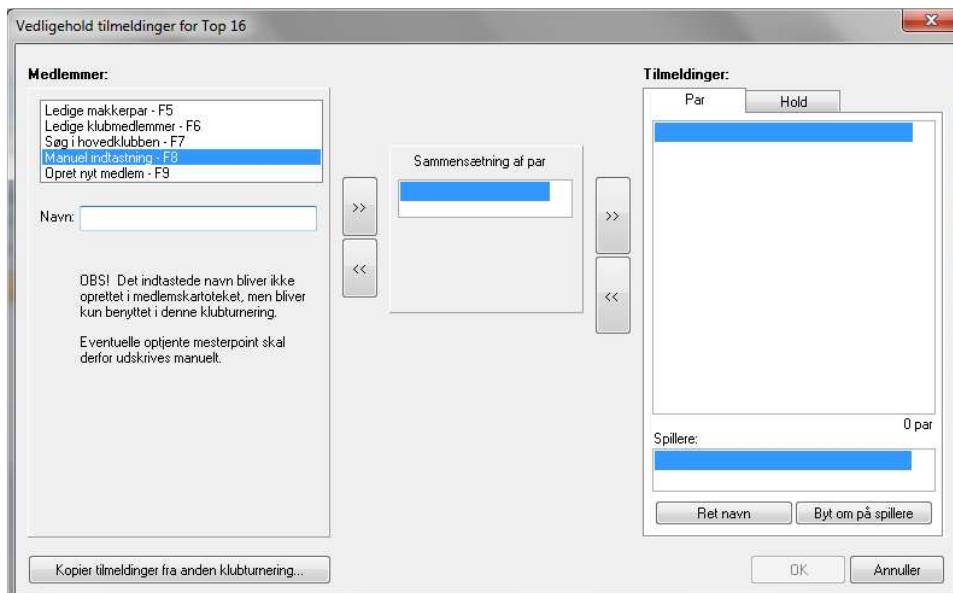 Vedligehold tilmeldinger for Top 16
Medlemmer:
Ledige makkerpar - F5
Ledige klubmedlemmer - F6
Søg i hovedklubben - F7
Manuel indtastning - F8
Opret nyt medlem - F9
Navn:
OBS! Det indtastede navn bliver ikke
oprettet i medlemskartoteket, men bliver
kun benyttet i denne klubturnering.
Eventuelle optjente mesterpoint skal
derfor udskrives manuelt.
Kopier tilmeldinger fra anden klubturnering...
>>
<<
Sammensætning af par
>>
<<
Tilmeldinger:
Par
Hold
0 par
Spillere:
Ret navn
Byt om på spillere
OK
Annuller